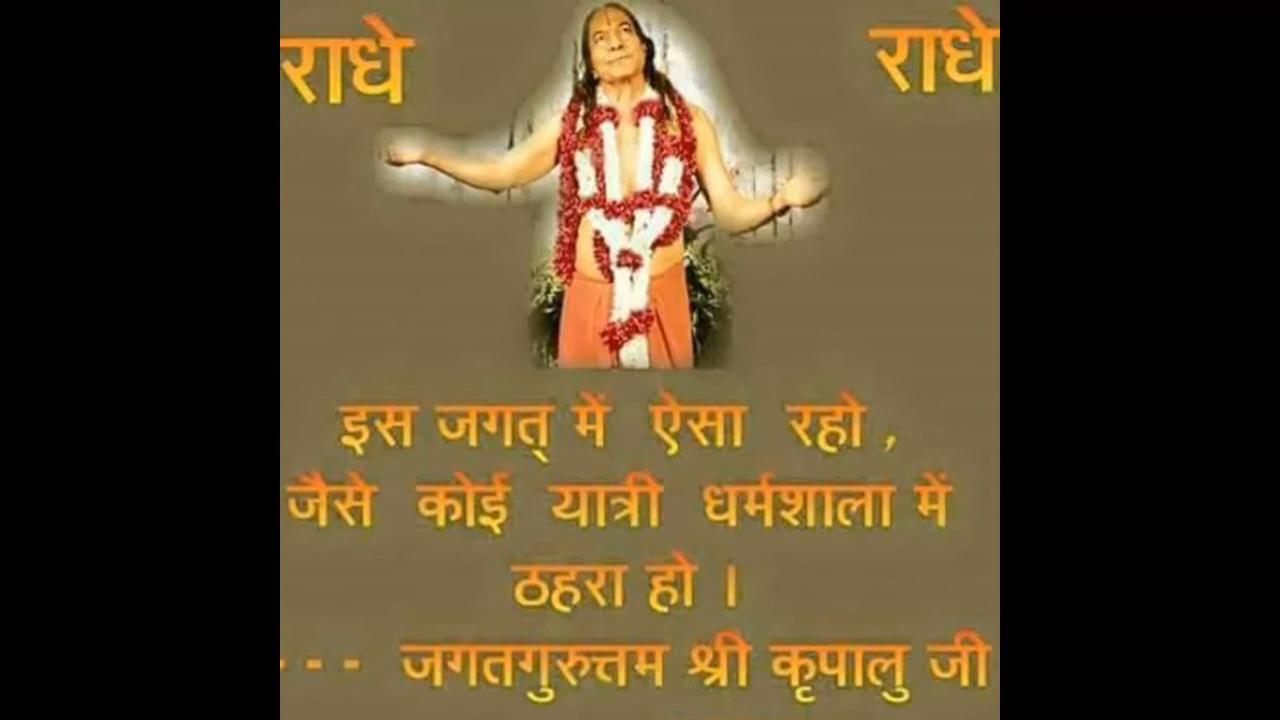 राधे राधे
इस जगत् में ऐसा रहो ,
जैसे कोई यात्री धर्मशाला में
ठहरा हो ।
--- जगतगुरुत्तम श्री कृपालु जी